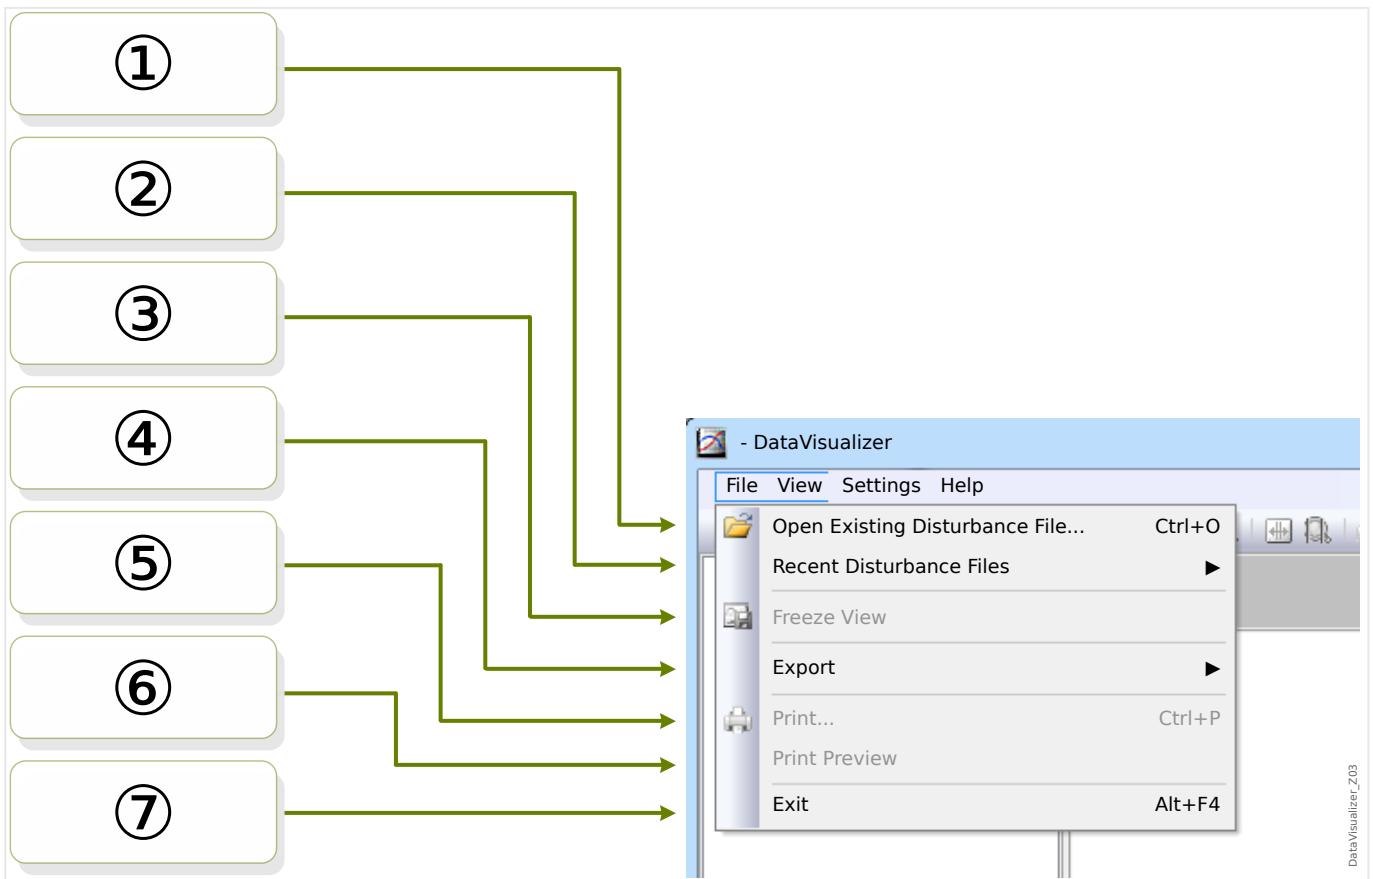 ①
②
③
④
⑤
⑥
⑦
- DataVisualizer
File View Settings Help
Open Existing Disturbance File... Ctrl+O
Recent Disturbance Files ▶
Freeze View
Export ▶
Print... Ctrl+P
Print Preview
Exit Alt+F4
DataVisualizer_Z03